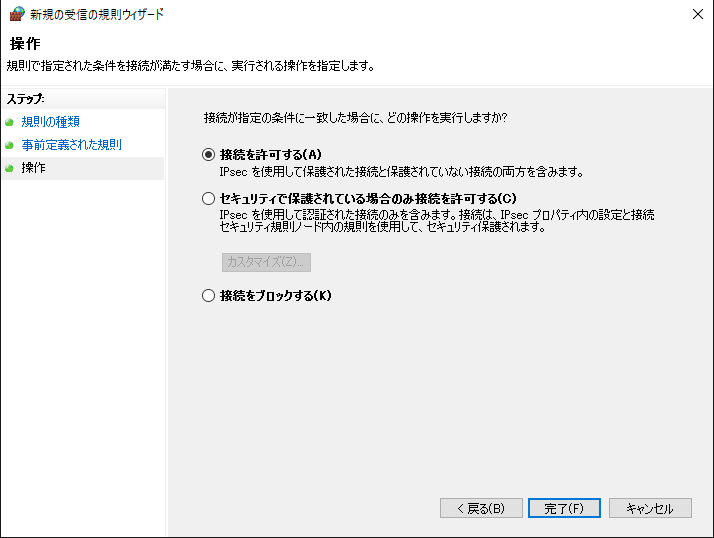 新規の受信の規則ウィザード
操作
規則で指定された条件を接続が満たす場合に、実行される操作を指定します。
ステップ:
規則の種類
事前定義された規則
操作
接続が指定の条件に一致した場合に、どの操作を実行しますか?
接続を許可する(A)
IPsec を使用して保護された接続と保護されていない接続の両方を含みます。
セキュリティで保護されている場合のみ接続を許可する(C)
IPsec を使用して認証された接続のみを含みます。接続は、IPsec プロパティ内の設定と接続
セキュリティ規則ノード内の規則を使用して、セキュリティ保護されます。
カスタマイズ(Z)...
接続をブロックする(K)
< 戻る(B)
完了(F)
キャンセル